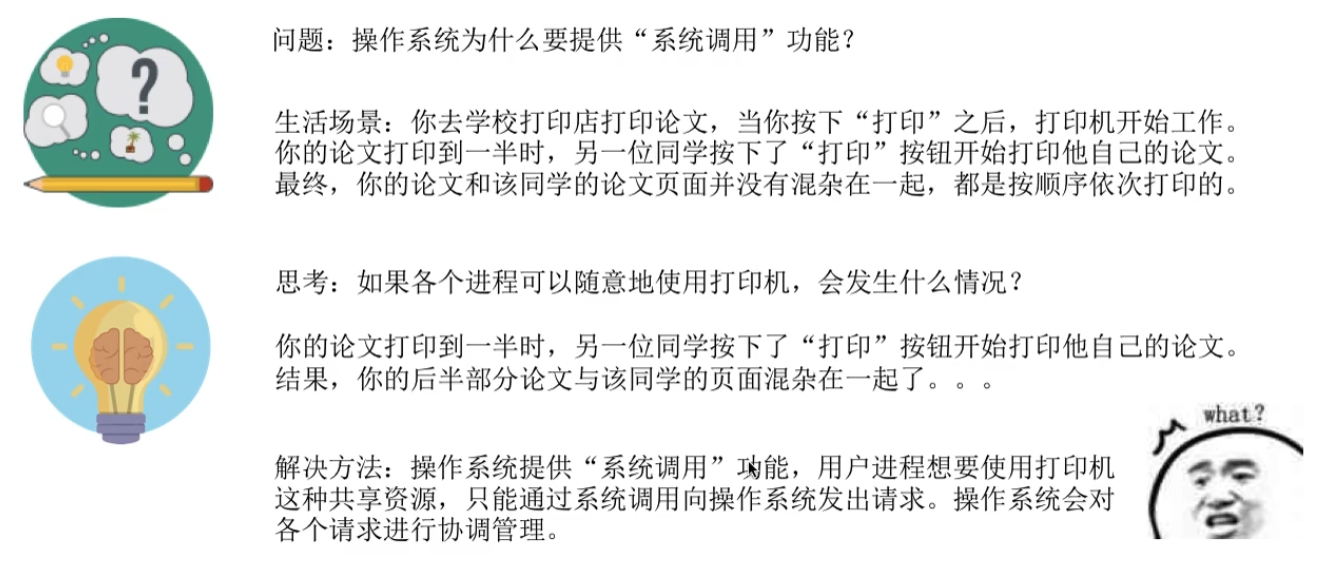 问题：操作系统为什么要提供“系统调用”功能？
生活场景：你去学校打印店打印论文，当你按下“打印”之后，打印机开始工作。
你的论文打印到一半时，另一位同学按下了“打印”按钮开始打印他自己的论文。
最终，你的论文和该同学的论文页面并没有混杂在一起，都是按顺序依次打印的。
思考：如果各个进程可以随意地使用打印机，会发生什么情况？
你的论文打印到一半时，另一位同学按下了“打印”按钮开始打印他自己的论文。
结果，你的后半部分论文与该同学的页面混杂在一起了。。。
what?
解决方法：操作系统提供“系统调用”功能，用户进程想要使用打印机
这种共享资源，只能通过系统调用向操作系统发出请求。操作系统会对
各个请求进行协调管理。